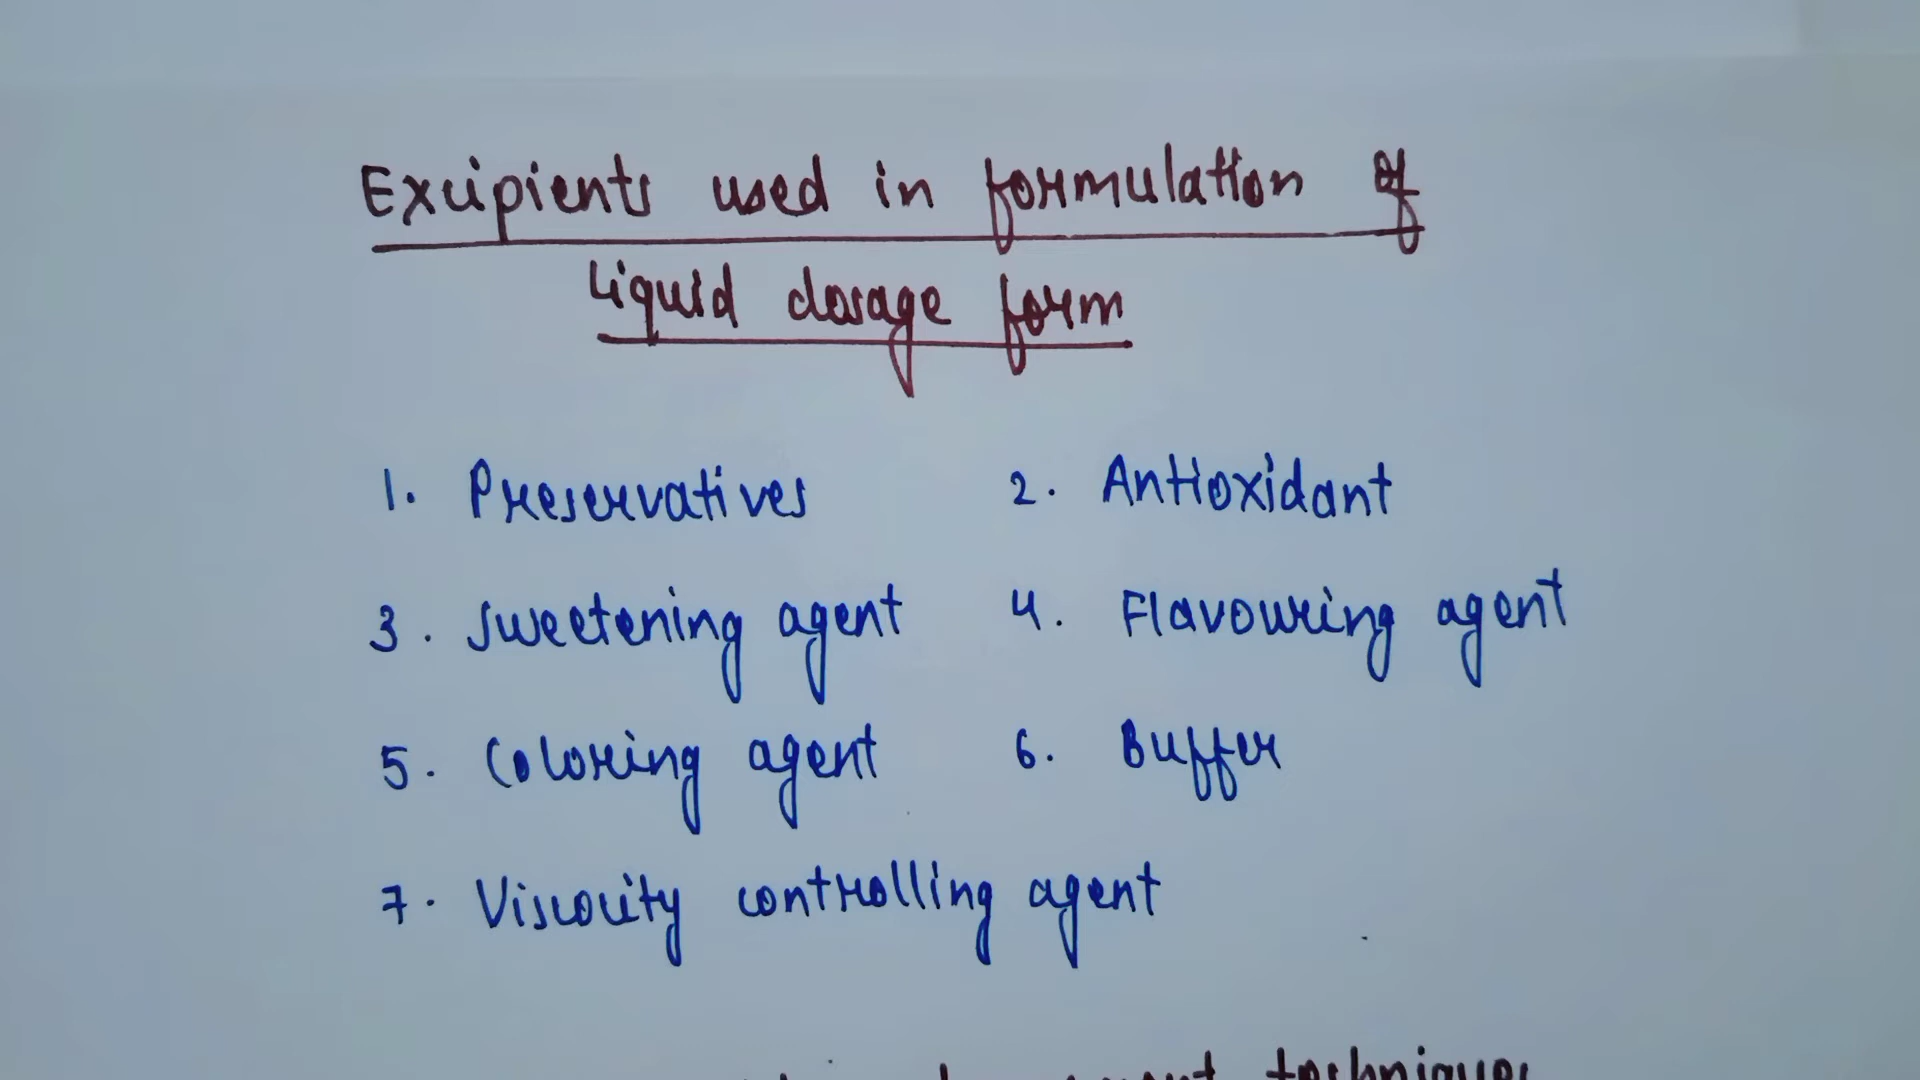 Excipients used in formulation of
Liquid dosage form
1. Preservatives 2. Antioxidant
3. Sweetening agent 4. Flavouring agent
5. Coloring agent 6. Buffer
7. Viscosity controlling agent
techniques